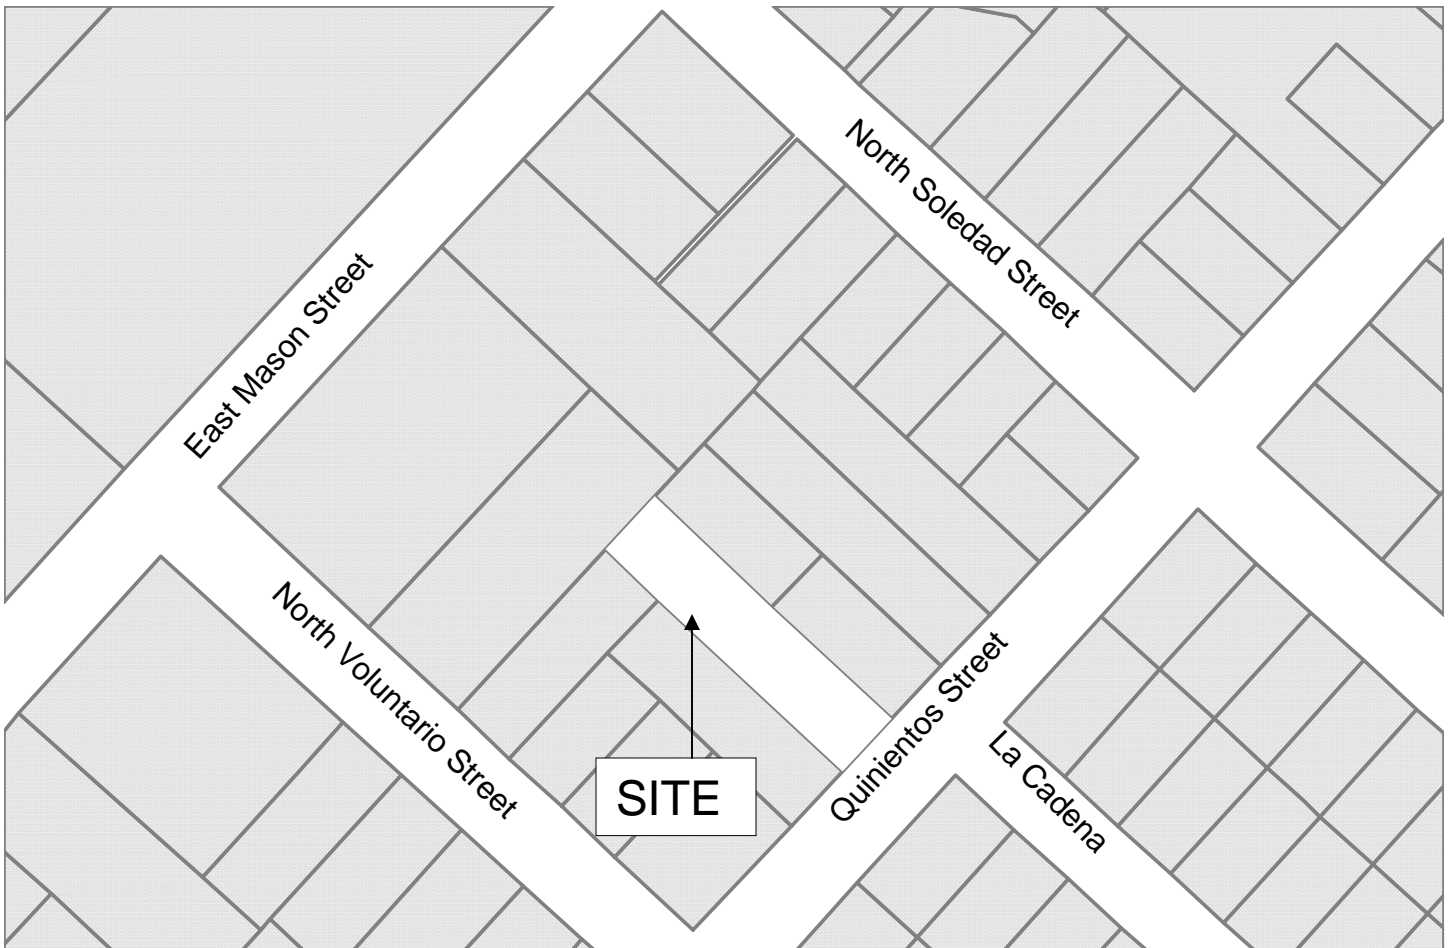 North Soledad Street
East Mason Street
North Voluntario Street
Quinientos Street
La Cadena
SITE